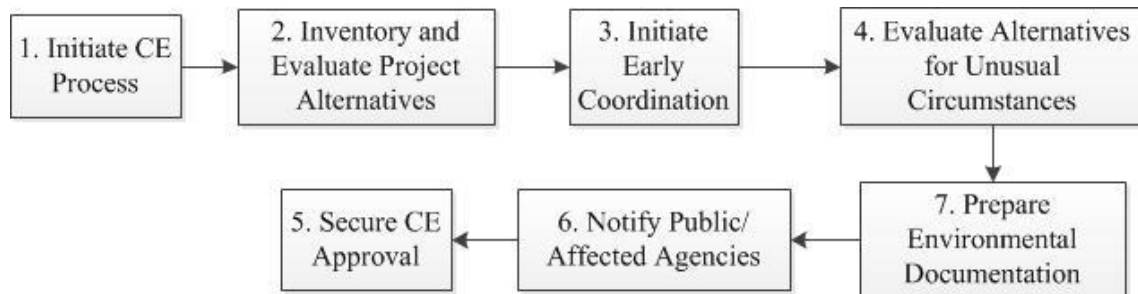 1. Initiate CE
Process
2. Inventory and
Evaluate Project
Alternatives
3. Initiate
Early
Coordination
4. Evaluate Alternatives
for Unusual
Circumstances
7. Prepare
Environmental
Documentation
6. Notify Public/
Affected Agencies
5. Secure CE
Approval